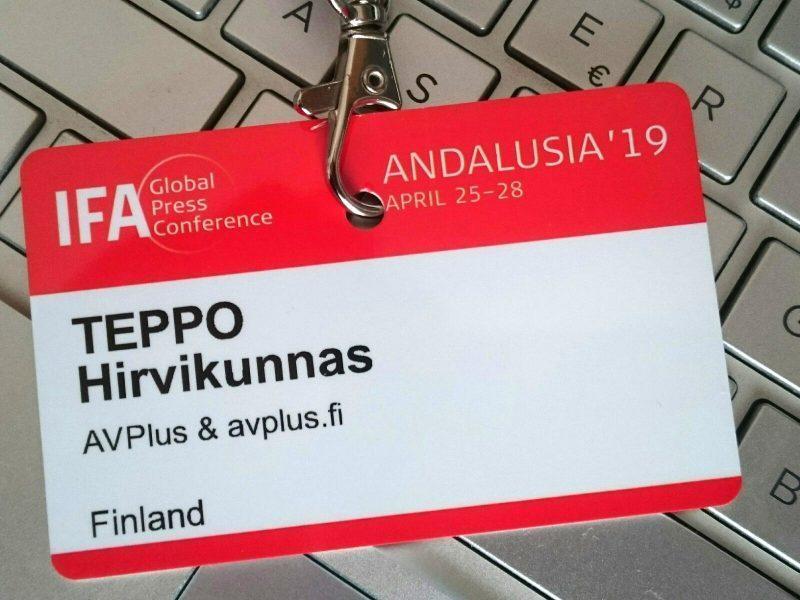 A
S
E
€
R
IFA Global
Press
Conference
ANDALUSIA'19
APRIL 25-28
TEPPO
Hirvikunnas
AVPlus & avplus.fi
Finland
G
B